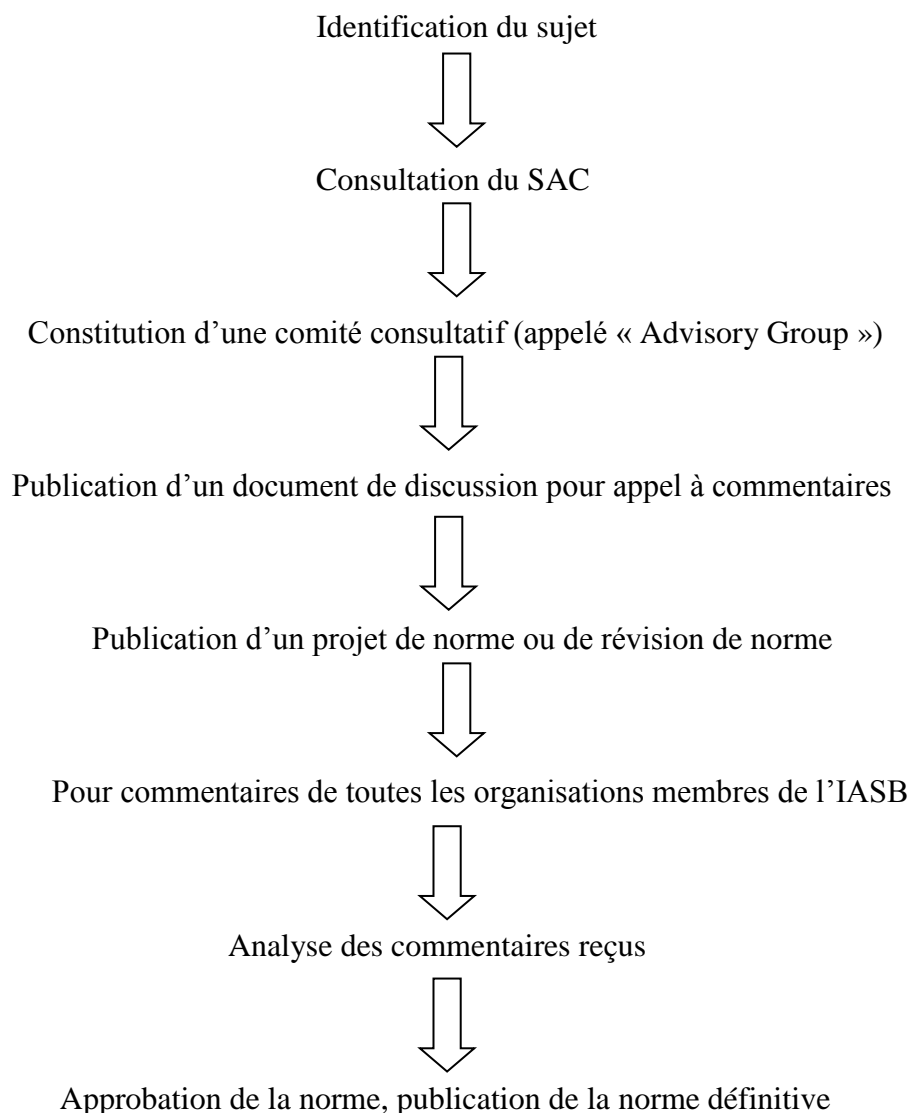 Identification du sujet
Consultation du SAC
Constitution d’une comité consultatif (appelé « Advisory Group »)
Publication d’un document de discussion pour appel à commentaires
Publication d’un projet de norme ou de révision de norme
Pour commentaires de toutes les organisations membres de l’IASB
Analyse des commentaires reçus
Approbation de la norme, publication de la norme définitive